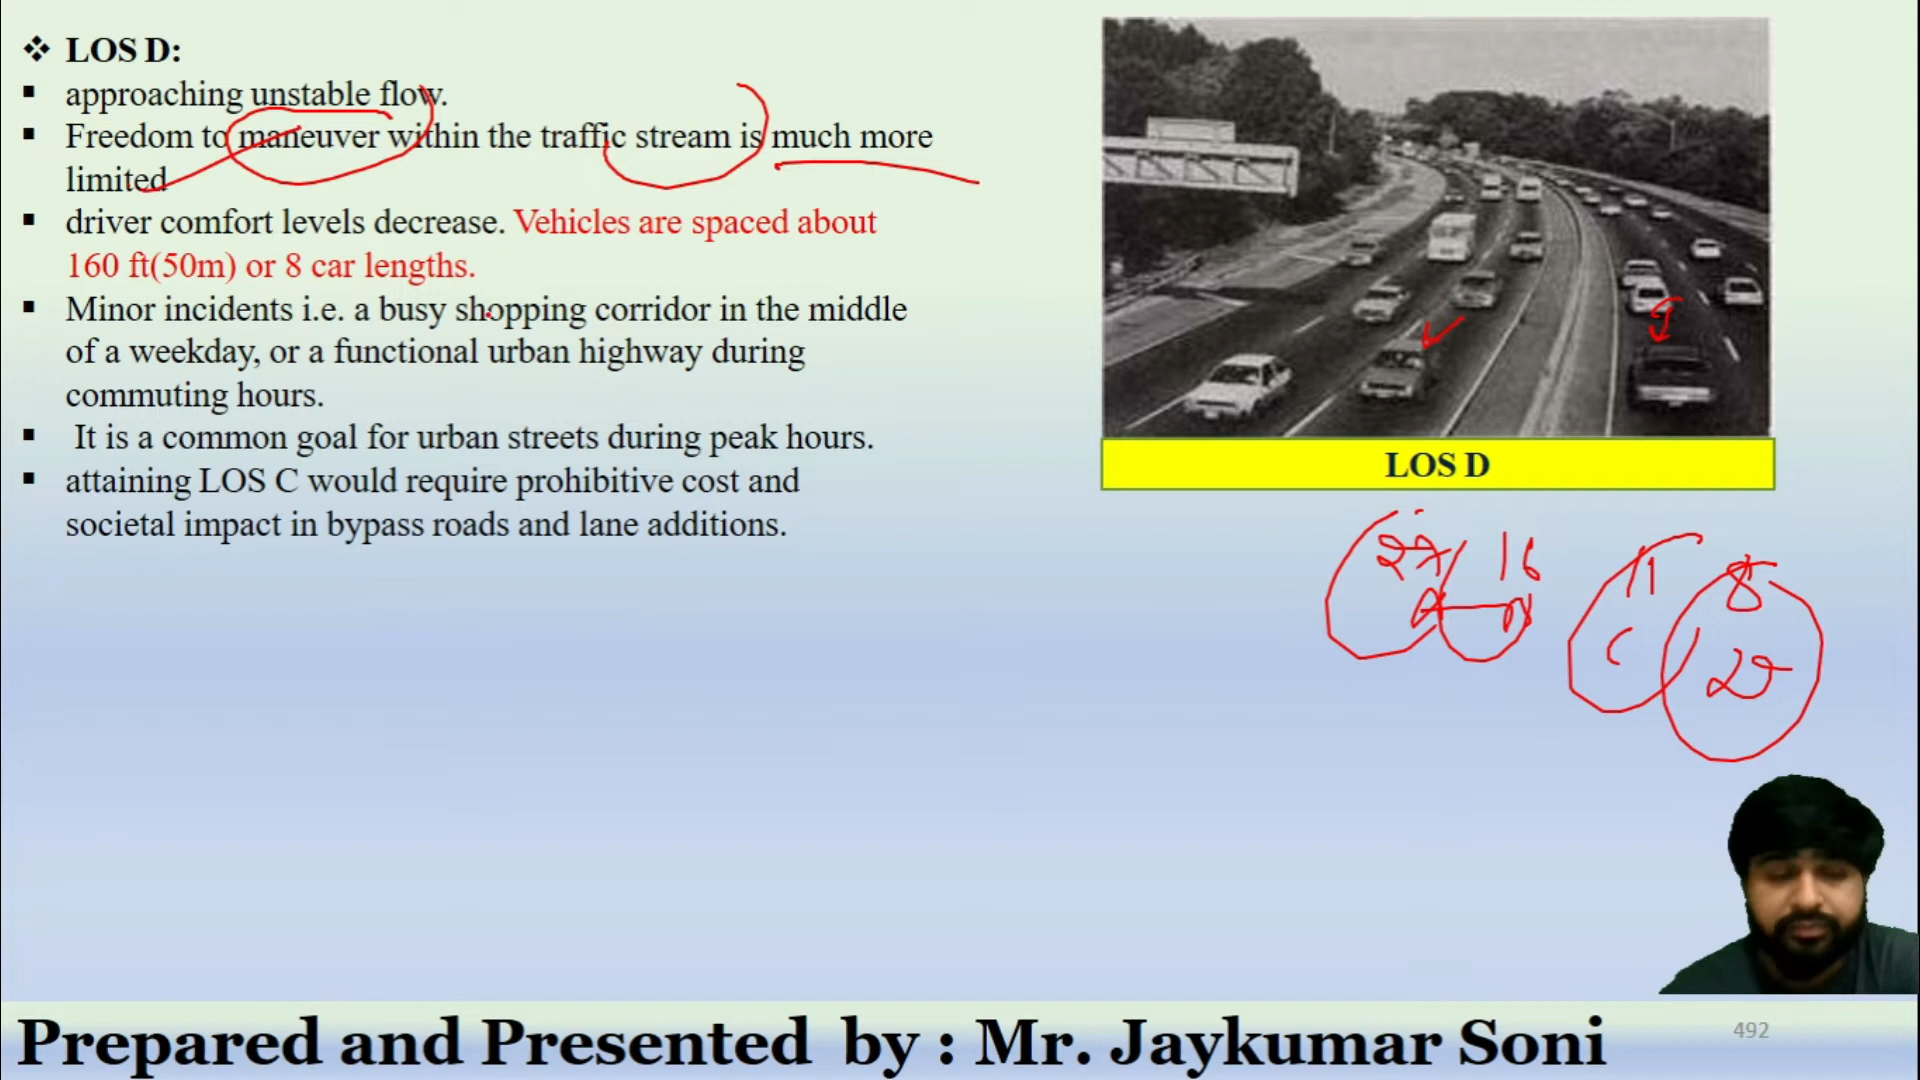 ❖ LOS D:
▪ approaching unstable flow.
▪ Freedom to maneuver within the traffic stream is much more
limited
▪ driver comfort levels decrease. Vehicles are spaced about
160 ft(50m) or 8 car lengths.
▪ Minor incidents i.e. a busy shopping corridor in the middle
of a weekday, or a functional urban highway during
commuting hours.
▪ It is a common goal for urban streets during peak hours.
▪ attaining LOS C would require prohibitive cost and
societal impact in bypass roads and lane additions.
LOS D
27 16 11 8
Prepared and Presented by : Mr. Jaykumar Soni
492